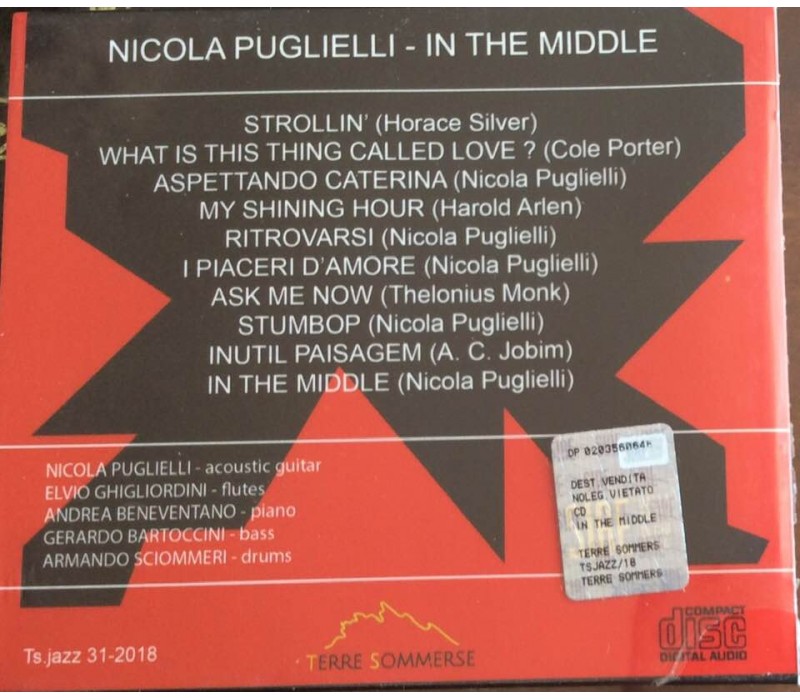 NICOLA PUGLIELLI - IN THE MIDDLE
STROLLIN' (Horace Silver)
WHAT IS THIS THING CALLED LOVE ? (Cole Porter)
ASPETTANDO CATERINA (Nicola Puglielli)
MY SHINING HOUR (Harold Arlen)
RITROVARSI (Nicola Puglielli)
I PIACERI D'AMORE (Nicola Puglielli)
ASK ME NOW (Thelonius Monk)
STUMBOP (Nicola Puglielli)
INUTIL PAISAGEM (A. C. Jobim)
IN THE MIDDLE (Nicola Puglielli)
NICOLA PUGLIELLI - acoustic guitar
ELVIO GHIGLIORDINI - flutes
ANDREA BENEVENTANO - piano
GERARDO BARTOCCINI - bass
ARMANDO SCIOMMERI - drums
DP
DEST.VENDITA
NOLEG.VIETATO
CD
IN THE MIDDLE
TERRE SOMMERS
TSJAZZ/18
TERRE SOMMERS
Ts.jazz 31-2018
TERRE SOMMERSE
COMPACT
disc
DIGITAL AUDIO